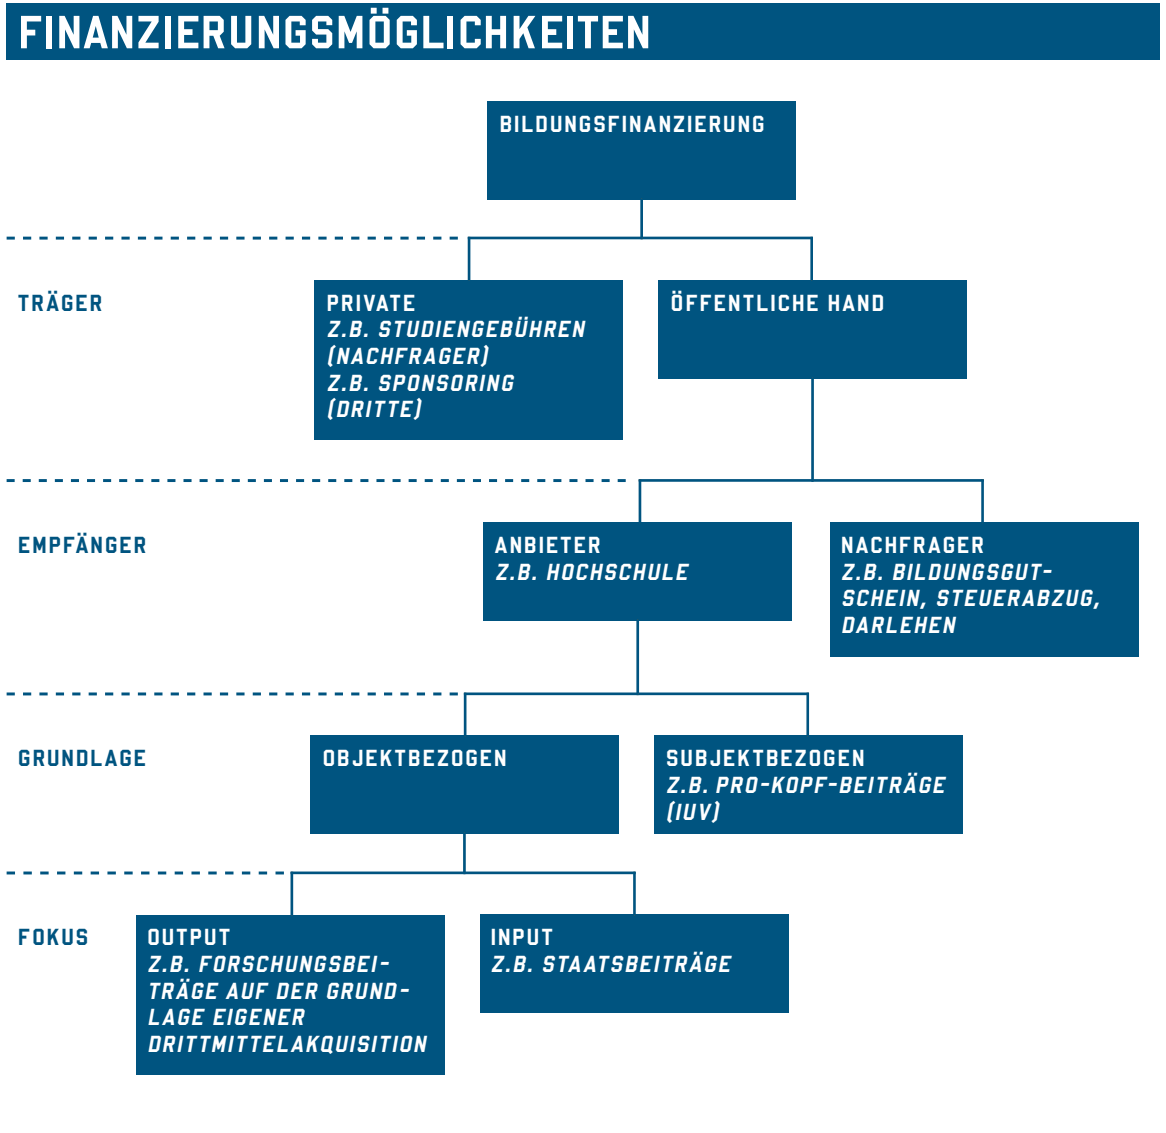 FINANZIERUNGSMÖGLICHKEITEN
BILDUNGSFINANZIERUNG
TRÄGER
PRIVATE
Z.B. STUDIENGEBÜHREN
(NACHFRAGER)
Z.B. SPONSORING
(DRITTE)
ÖFFENTLICHE HAND
EMPFÄNGER
ANBIETER
Z.B. HOCHSCHULE
NACHFRAGER
Z.B. BILDUNGSGUT-
SCHEIN, STEUERABZUG,
DARLEHEN
GRUNDLAGE
OBJEKTBEZOGEN
SUBJEKTBEZOGEN
Z.B. PRO-KOPF-BEITRÄGE
(IUV)
FOKUS
OUTPUT
Z.B. FORSCHUNGSBEI-
TRÄGE AUF DER GRUND-
LAGE EIGENER
DRITTMITTELAKQUISITION
INPUT
Z.B. STAATSBEITRÄGE